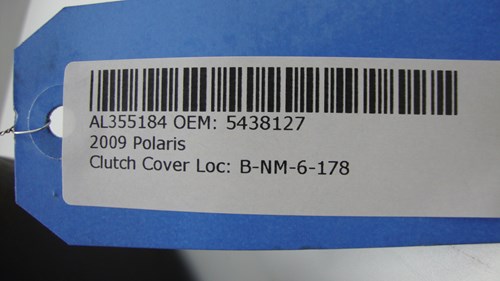 AL355184 OEM: 5438127
2009 Polaris
Clutch Cover Loc: B-NM-6-178